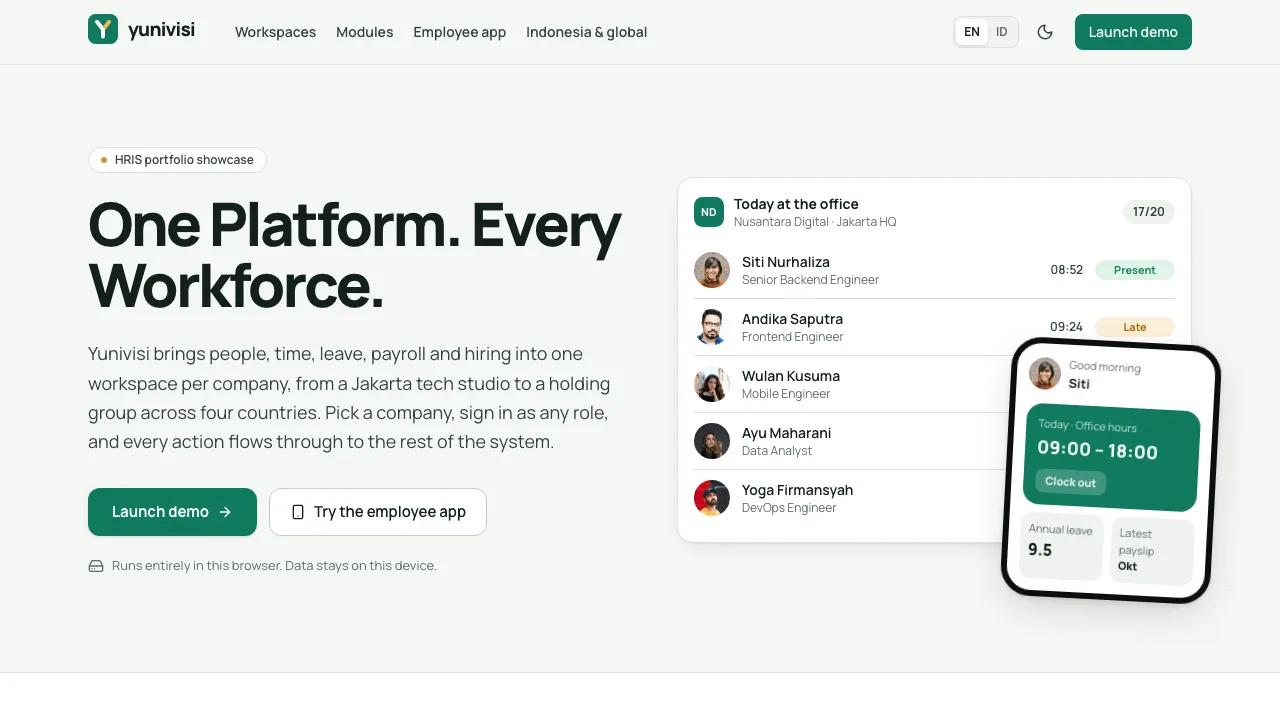 yunivisi
Workspaces
Modules
Employee app
Indonesia & global
EN
ID
Launch demo
HRIS portfolio showcase
One Platform. Every
Workforce.
Yunivisi brings people, time, leave, payroll and hiring into one
workspace per company, from a Jakarta tech studio to a holding
group across four countries. Pick a company, sign in as any role,
and every action flows through to the rest of the system.
Launch demo
Try the employee app
Runs entirely in this browser. Data stays on this device.
ND
Today at the office
Nusantara Digital · Jakarta HQ
17/20
Siti Nurhaliza
Senior Backend Engineer
08:52
Present
Andika Saputra
Frontend Engineer
09:24
Late
Wulan Kusuma
Mobile Engineer
Ayu Maharani
Data Analyst
Yoga Firmansyah
DevOps Engineer
Good morning
Siti
Today · Office hours
09:00 – 18:00
Clock out
Annual leave
9.5
Latest
payslip
Okt